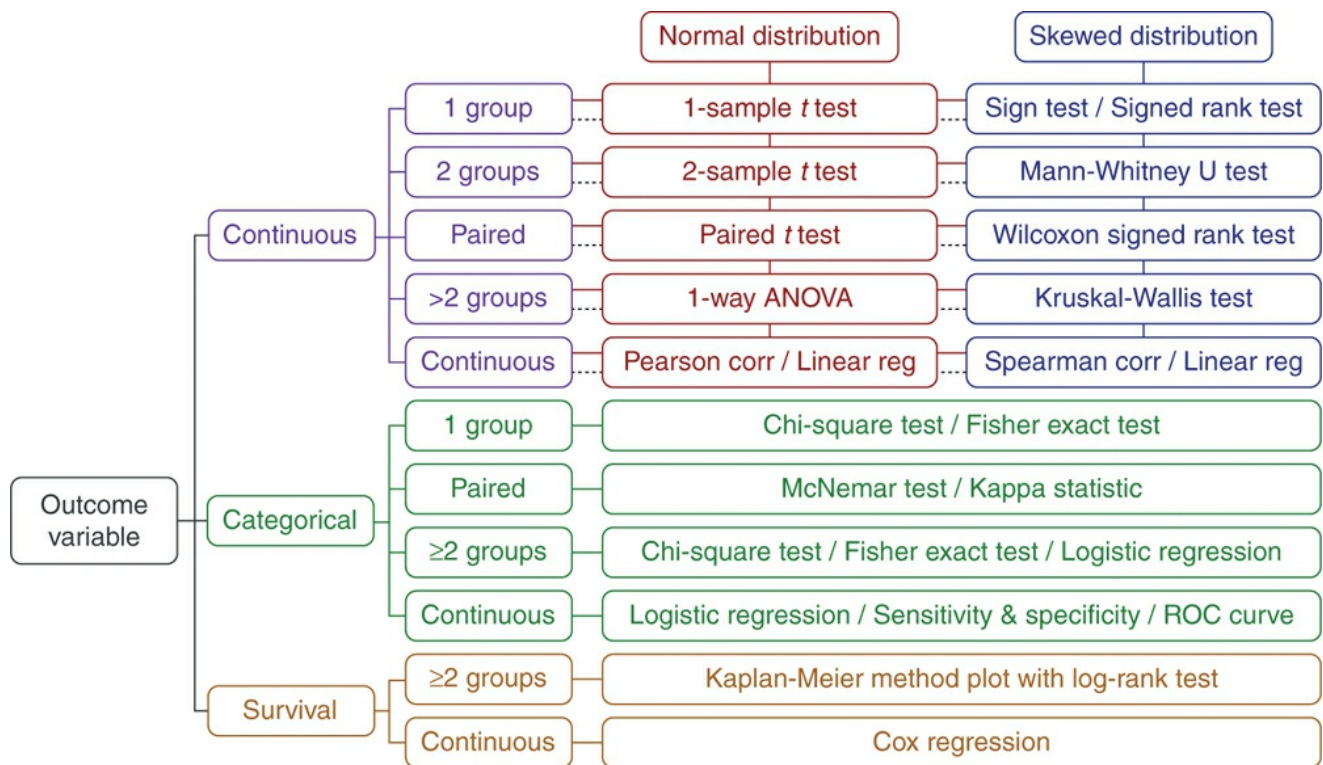 Normal distribution
Skewed distribution
1 group
1-sample t test
Sign test / Signed rank test
2 groups
2-sample t test
Mann-Whitney U test
Continuous
Paired
Paired t test
Wilcoxon signed rank test
>2 groups
1-way ANOVA
Kruskal-Wallis test
Continuous
Pearson corr / Linear reg
Spearman corr / Linear reg
1 group
Chi-square test / Fisher exact test
Outcome
variable
Categorical
Paired
McNemar test / Kappa statistic
≥2 groups
Chi-square test / Fisher exact test / Logistic regression
Continuous
Logistic regression / Sensitivity & specificity / ROC curve
Survival
≥2 groups
Kaplan-Meier method plot with log-rank test
Continuous
Cox regression